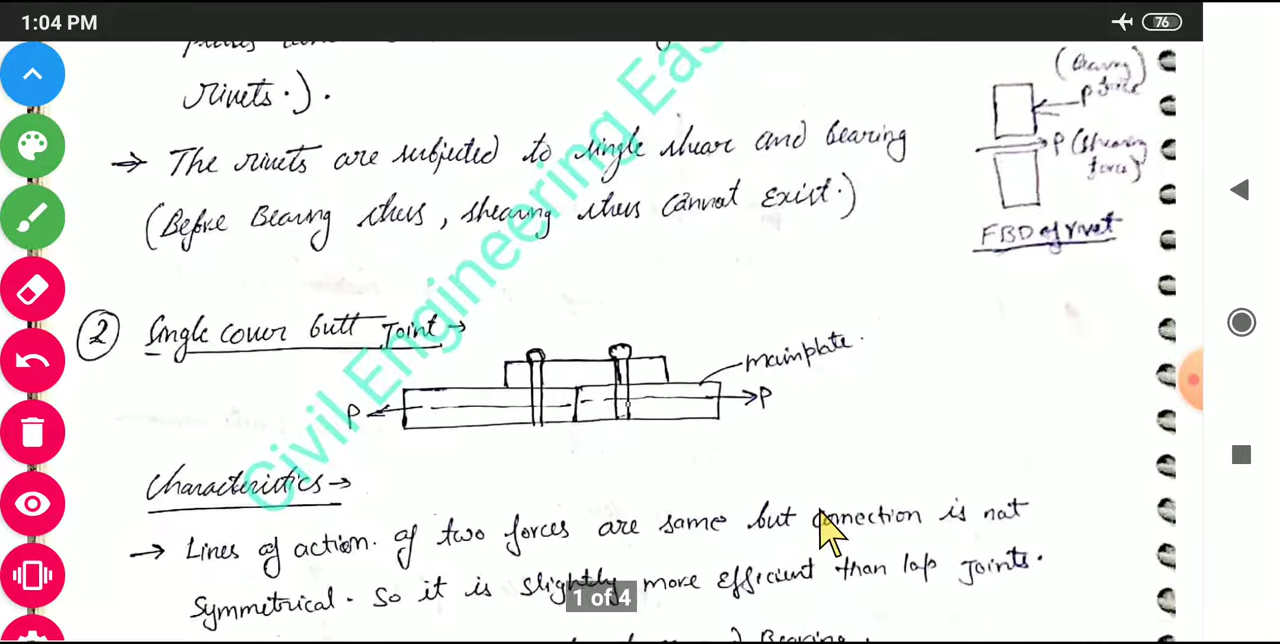 1:04 PM
76
rivets.).
(Bearing)
P force
→ The rivets are subjected to single shear and bearing
P (shearing
force)
(Before Bearing thers, shearing thers cannot Exist.)
FBD of rivet
② Single cover butt Joint →
mainplate.
P
P
Characteristics →
→ Lines of action. of two forces are same but connection is not
symmetrical. So it is slightly more efficient than lap Joints.
1 of 4
Bearing.
Civil Engineering Eas